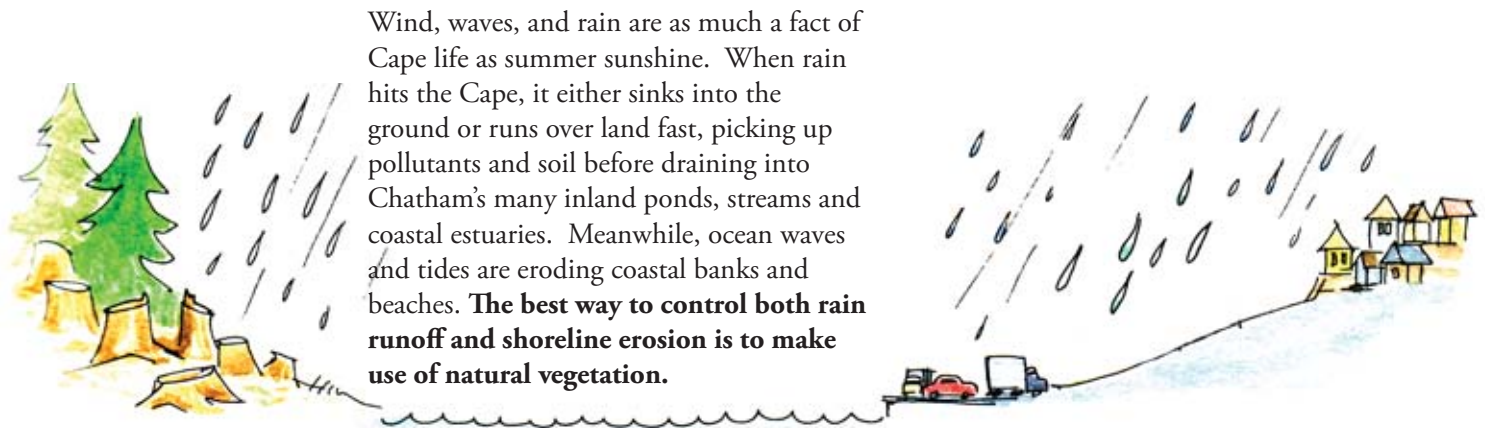 Wind, waves, and rain are as much a fact of
Cape life as summer sunshine.  When rain
hits the Cape, it either sinks into the
ground or runs over land fast, picking up
pollutants and soil before draining into
Chatham’s many inland ponds, streams and
coastal estuaries.  Meanwhile, ocean waves
and tides are eroding coastal banks and
beaches. The best way to control both rain
runoff and shoreline erosion is to make
use of natural vegetation.